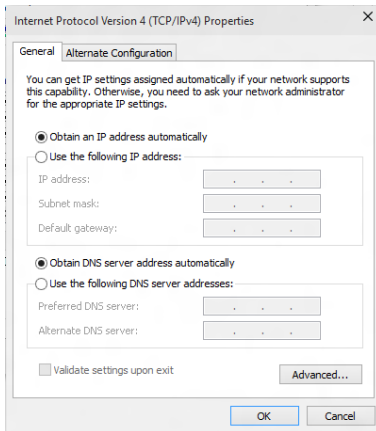 Internet Protocol Version 4 (TCP/IPv4) Properties
General
Alternate Configuration
You can get IP settings assigned automatically if your network supports
this capability. Otherwise, you need to ask your network administrator
for the appropriate IP settings.
Obtain an IP address automatically
Use the following IP address:
IP address:
Subnet mask:
Default gateway:
Obtain DNS server address automatically
Use the following DNS server addresses:
Preferred DNS server:
Alternate DNS server:
Validate settings upon exit
Advanced...
OK
Cancel